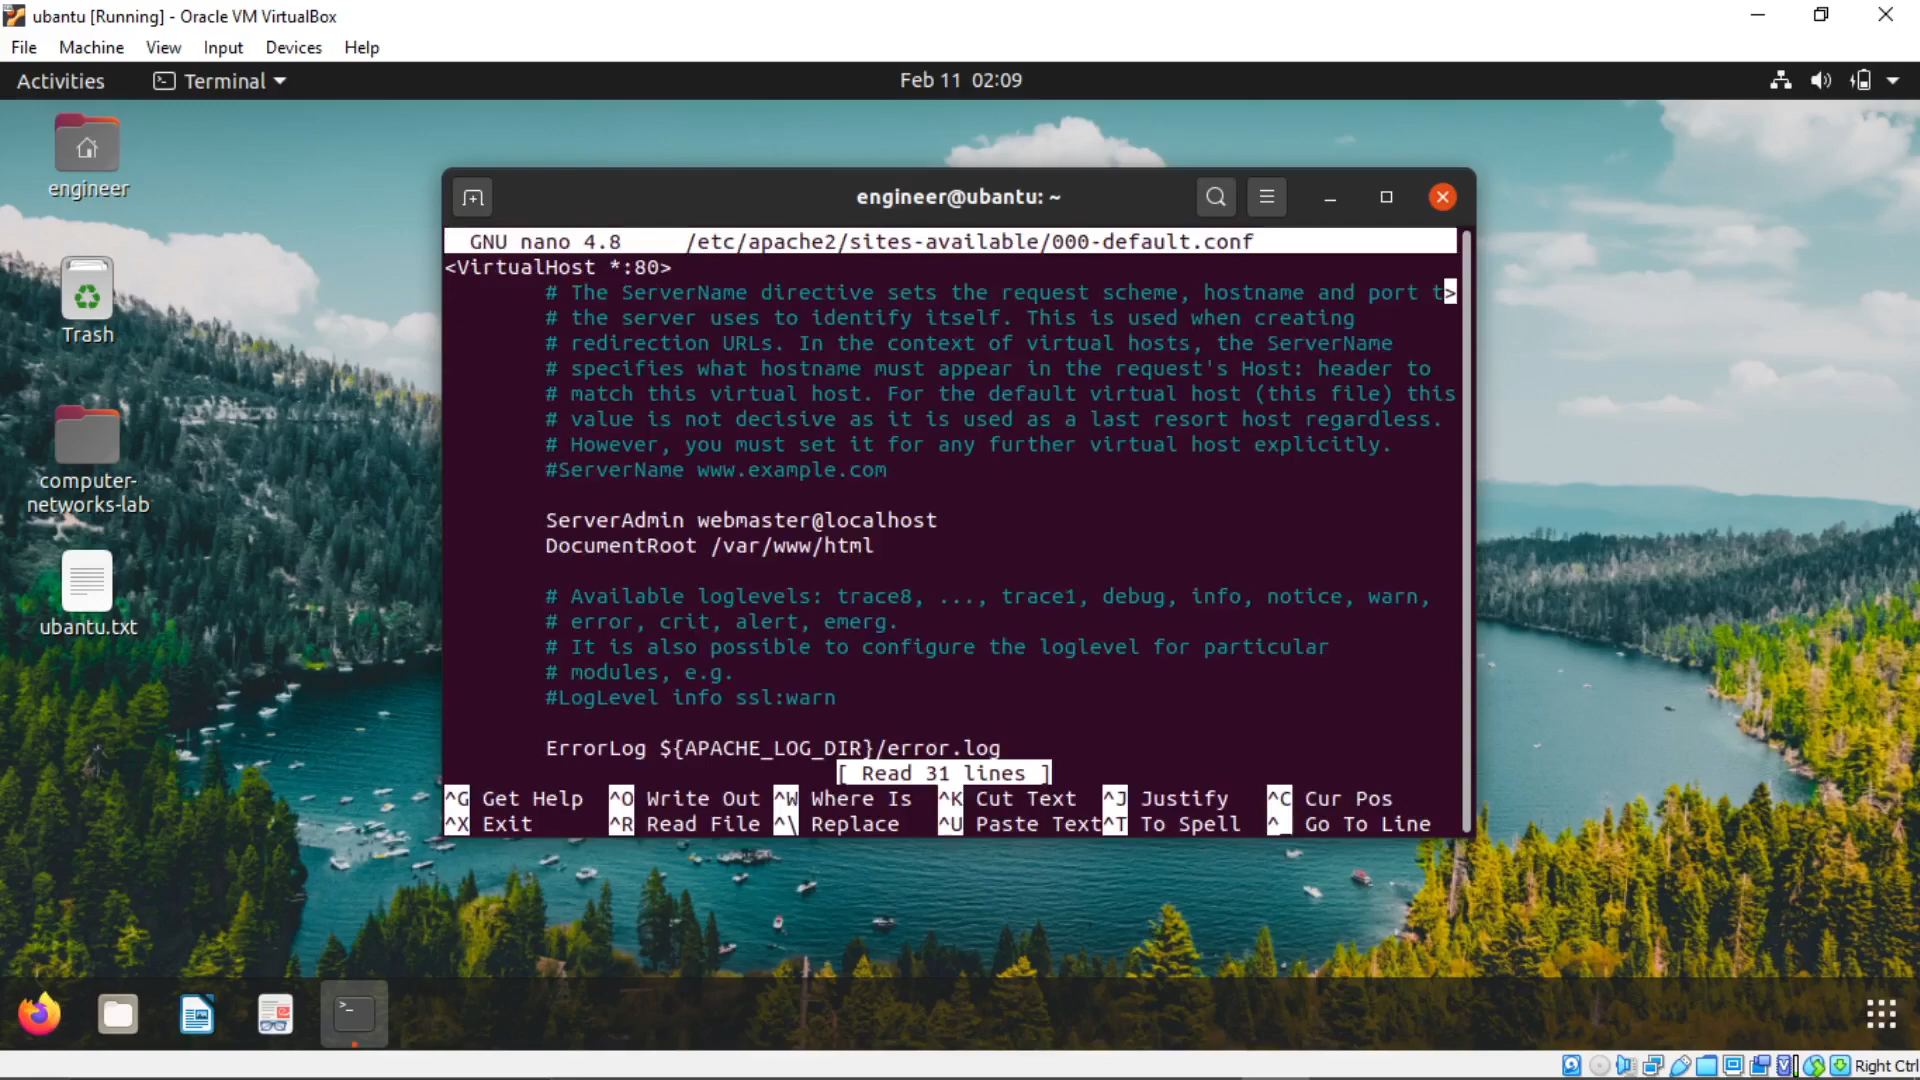 ubantu [Running] - Oracle VM VirtualBox
File Machine View Input Devices Help
Activities Terminal Feb 11 02:09
engineer
Trash
computer-
networks-lab
ubantu.txt
engineer@ubantu: ~
GNU nano 4.8 /etc/apache2/sites-available/000-default.conf
<VirtualHost *:80>
# The ServerName directive sets the request scheme, hostname and port t>
# the server uses to identify itself. This is used when creating
# redirection URLs. In the context of virtual hosts, the ServerName
# specifies what hostname must appear in the request's Host: header to
# match this virtual host. For the default virtual host (this file) this
# value is not decisive as it is used as a last resort host regardless.
# However, you must set it for any further virtual host explicitly.
#ServerName www.example.com
ServerAdmin webmaster@localhost
DocumentRoot /var/www/html
# Available loglevels: trace8, ..., trace1, debug, info, notice, warn,
# error, crit, alert, emerg.
# It is also possible to configure the loglevel for particular
# modules, e.g.
#LogLevel info ssl:warn
ErrorLog ${APACHE_LOG_DIR}/error.log
[ Read 31 lines ]
^G Get Help ^O Write Out ^W Where Is ^K Cut Text ^J Justify ^C Cur Pos
^X Exit ^R Read File ^\ Replace ^U Paste Text ^T To Spell ^_ Go To Line
Right Ctrl